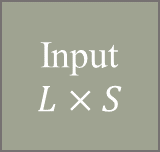 Input
L × S